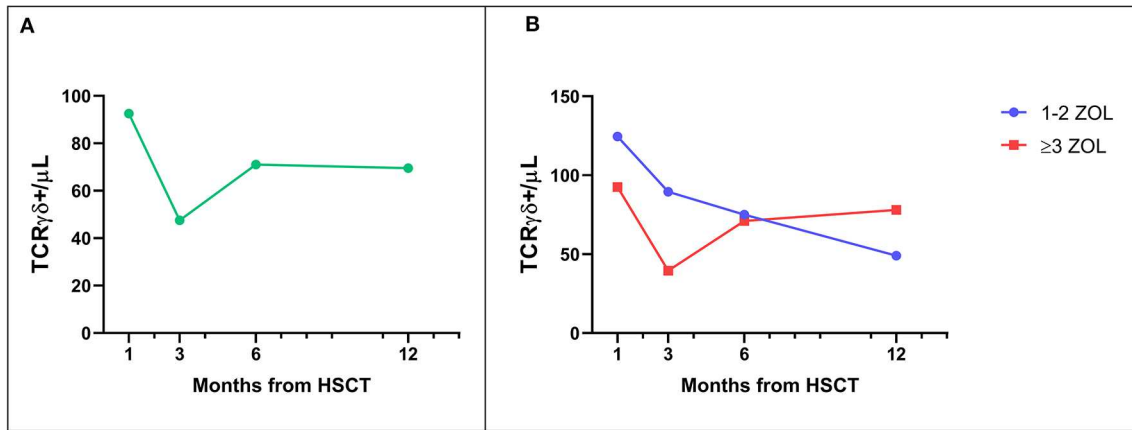 A
TCRγδ+/μL
100
80
60
40
20
0
1 3 6 12
Months from HSCT
B
TCRγδ+/μL
150
100
50
0
1 3 6 12
Months from HSCT
1-2 ZOL
≥3 ZOL